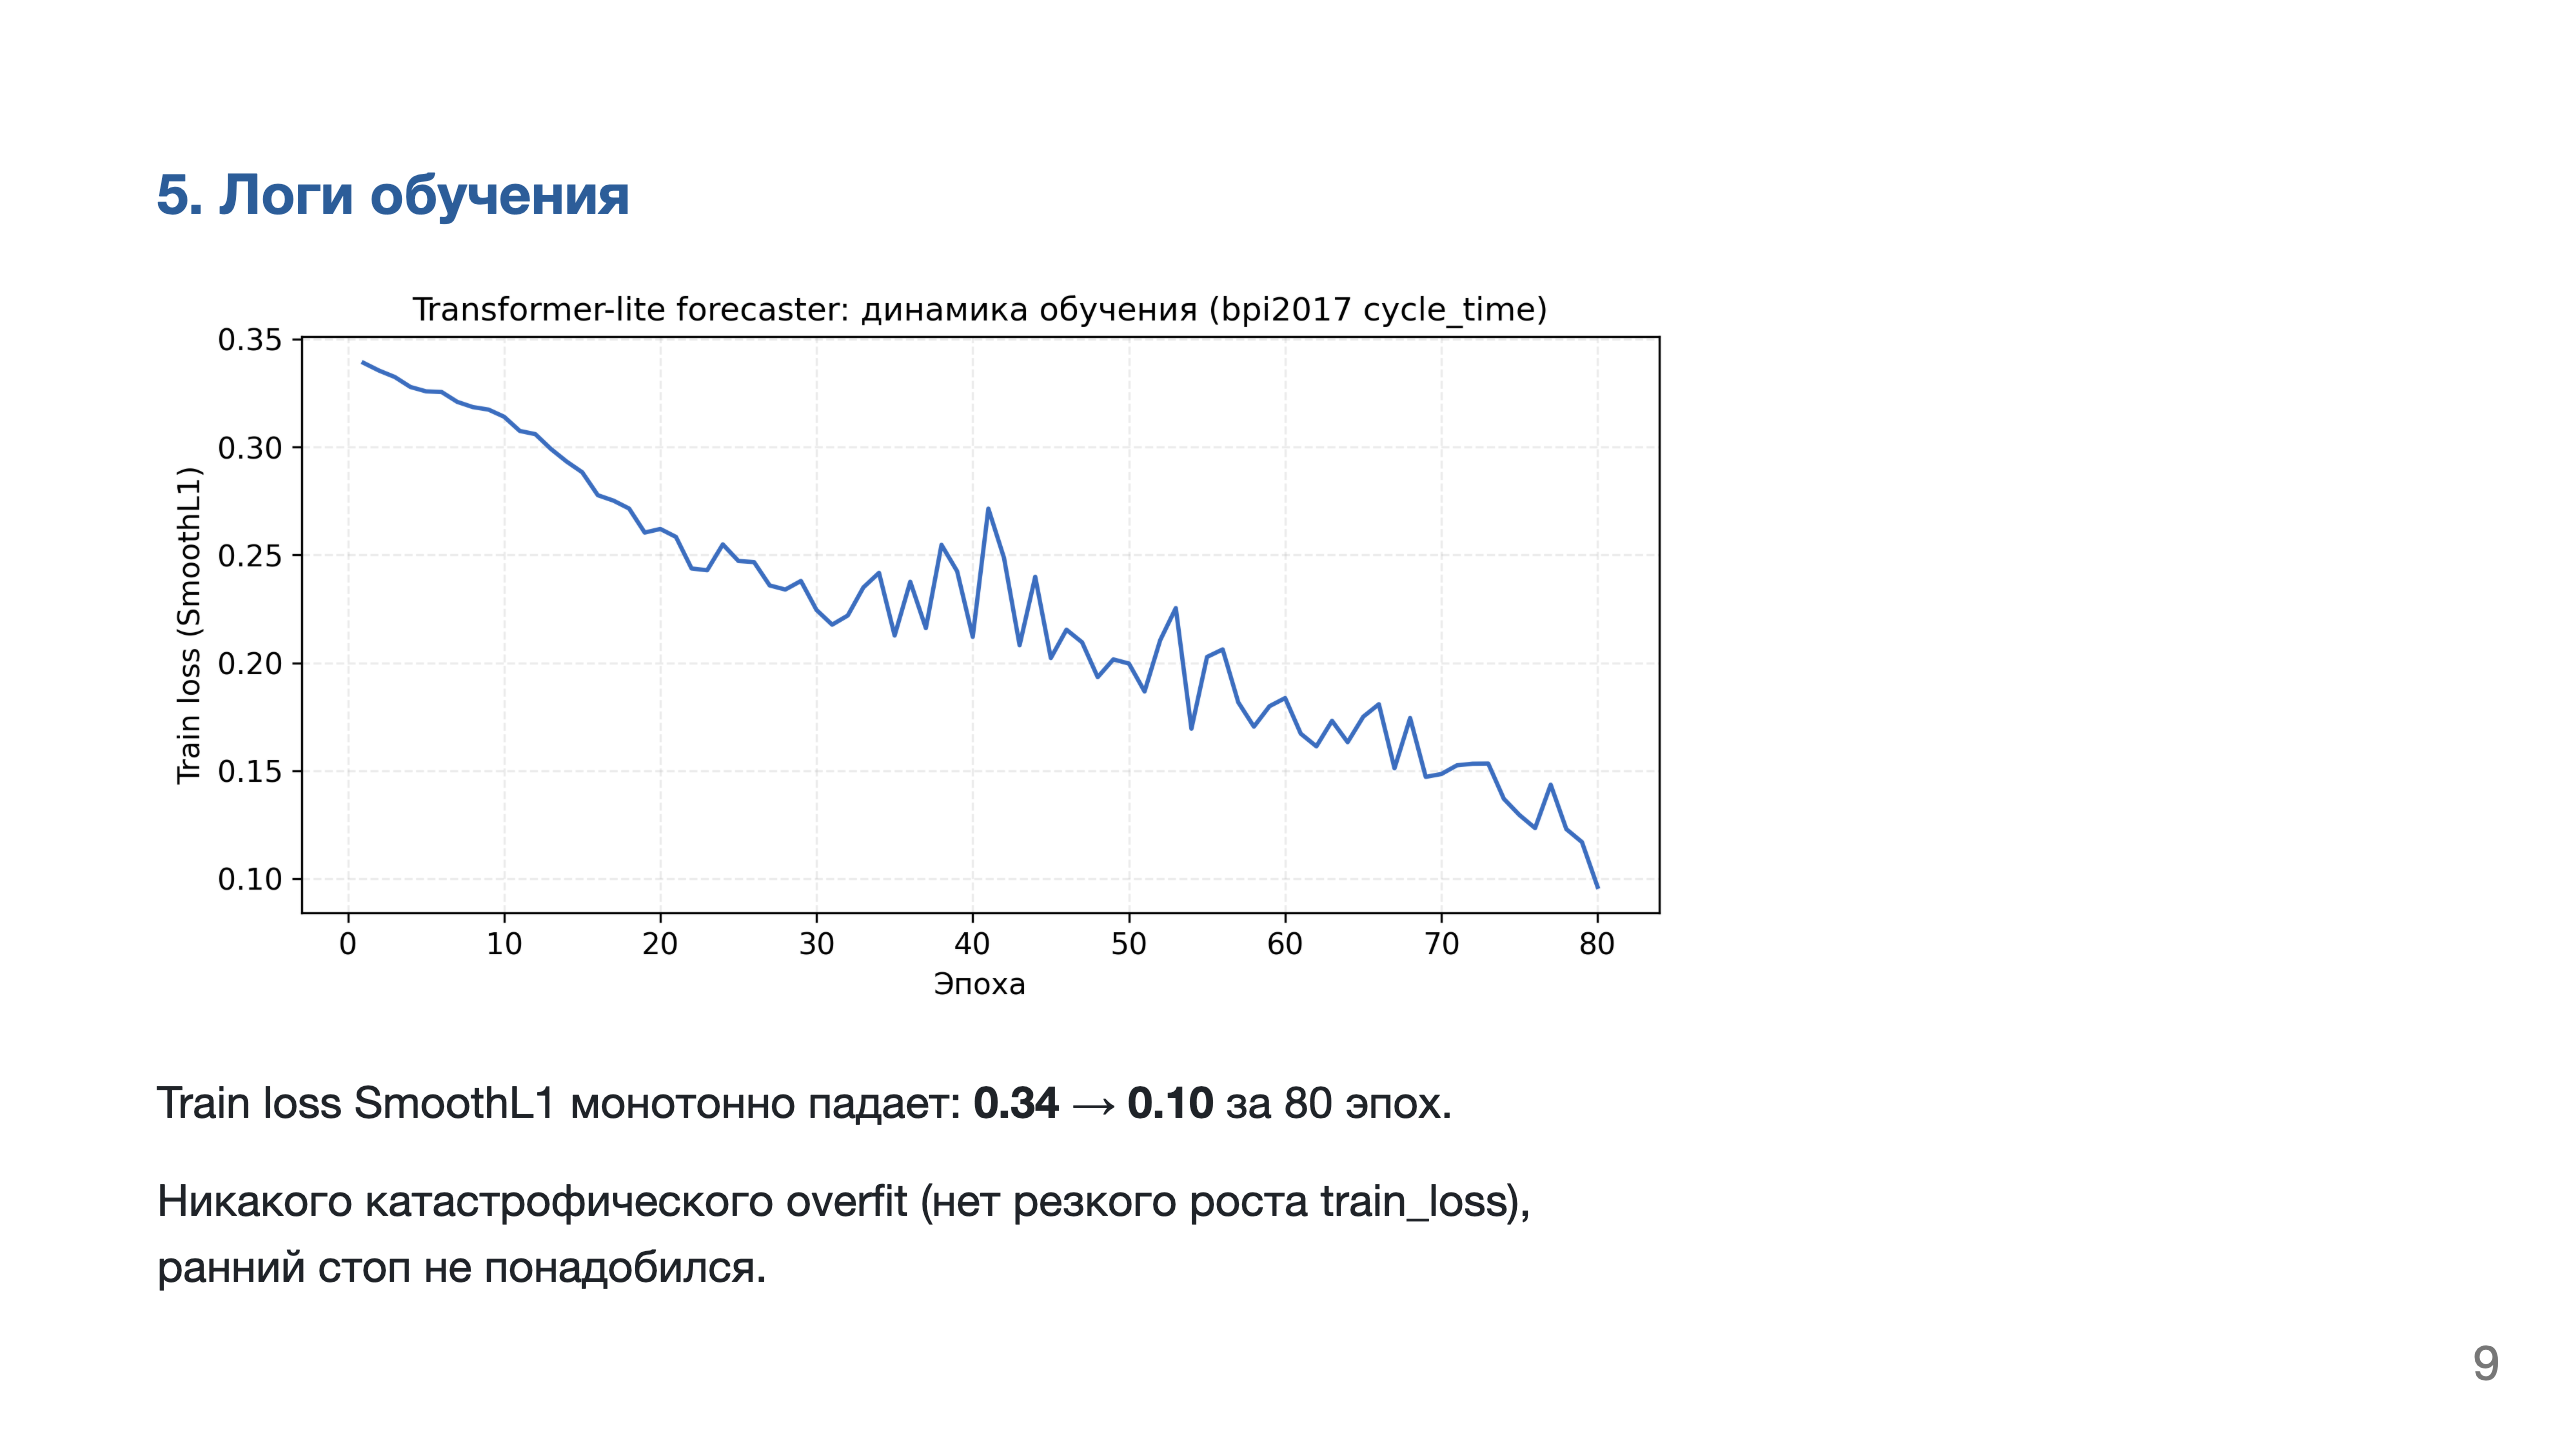 5. Логи обучения
Transformer-lite forecaster: динамика обучения (bpi2017 cycle_time)
Train loss (SmoothL1)
0.35
0.30
0.25
0.20
0.15
0.10
0 10 20 30 40 50 60 70 80
Эпоха
Train loss SmoothL1 монотонно падает: 0.34 → 0.10 за 80 эпох.
Никакого катастрофического overfit (нет резкого роста train_loss),
ранний стоп не понадобился.
9